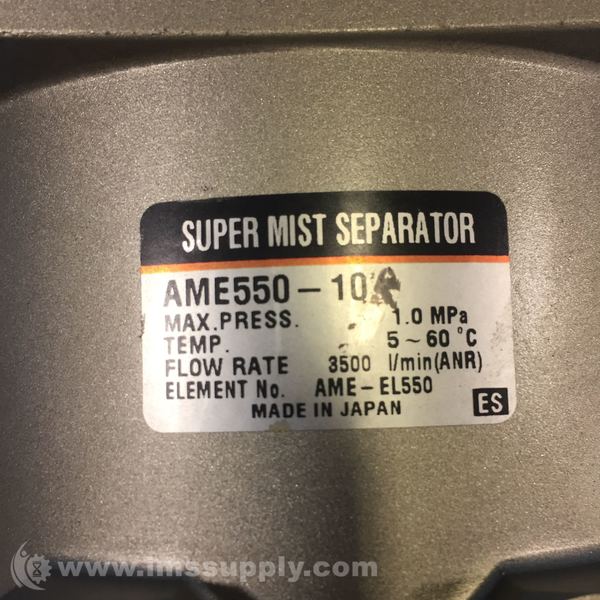 SUPER MIST SEPARATOR
AME550-10
MAX.PRESS. 1.0 MPa
TEMP. 5~60 °C
FLOW RATE 3500 l/min(ANR)
ELEMENT No. AME-EL550
MADE IN JAPAN
ES
www.imssupply.com